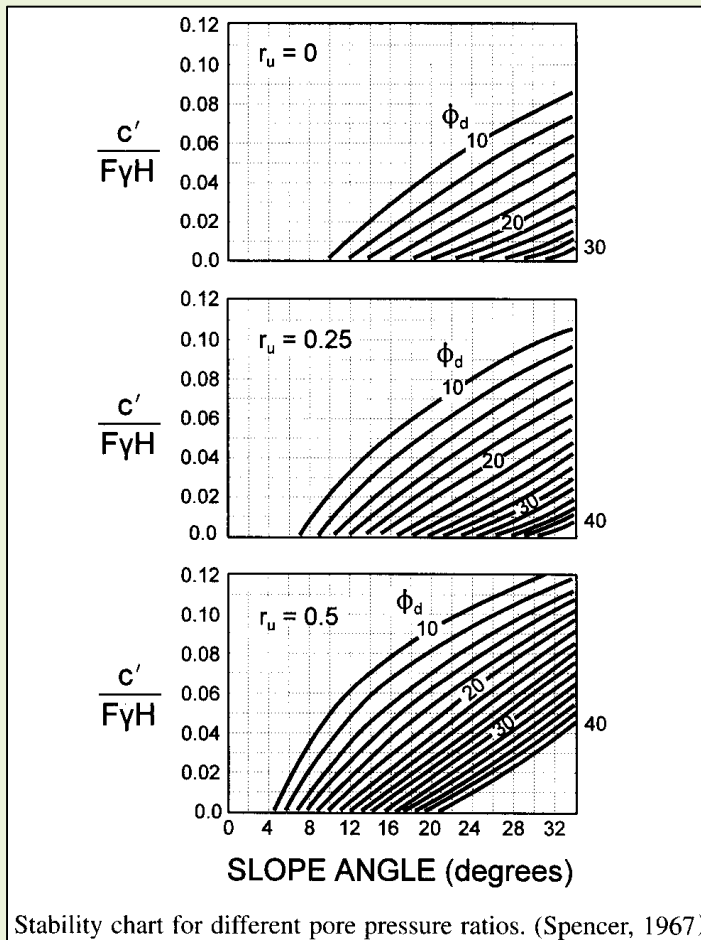 0.12
r_u = 0
0.10
0.08
ϕ_d
10
c′
FγH
0.06
0.04
0.02
20
0.0
30
0.12
r_u = 0.25
0.10
ϕ_d
10
0.08
c′
FγH
0.06
0.04
20
0.02
30
0.0
40
0.12
ϕ_d
0.10
r_u = 0.5
10
0.08
c′
FγH
0.06
20
0.04
30
40
0.02
0.0
0 4 8 12 16 20 24 28 32
SLOPE ANGLE (degrees)
Stability chart for different pore pressure ratios. (Spencer, 1967)